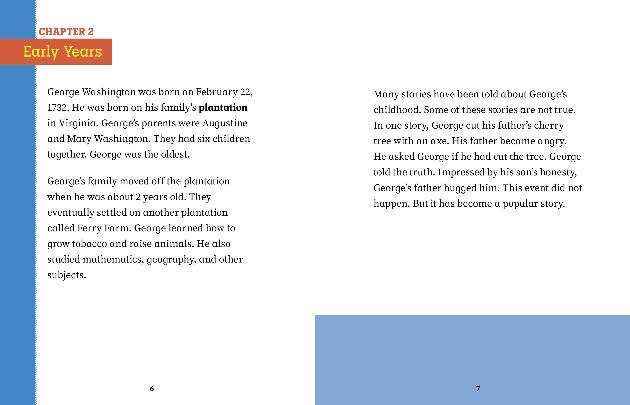 CHAPTER 2
Early Years
George Washington was born on February 22,
1732. He was born on his family's plantation
in Virginia. George's parents were Augustine
and Mary Washington. They had six children
together. George was the oldest.
George's family moved off the plantation
when he was about 2 years old. They
eventually settled on another plantation
called Ferry Farm. George learned how to
grow tobacco and raise animals. He also
studied mathematics, geography, and other
subjects.
6
Many stories have been told about George's
childhood. Some of these stories are not true.
In one story, George cut his father's cherry
tree with an axe. His father became angry.
He asked George if he had cut the tree. George
told the truth. Impressed by his son's honesty,
George's father hugged him. This event did not
happen. But it has become a popular story.
7